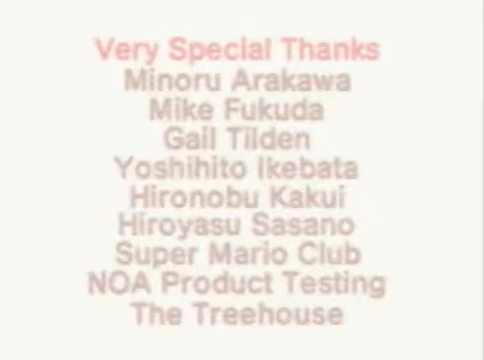 Very Special Thanks
Minoru Arakawa
Mike Fukuda
Gail Tilden
Yoshihito Ikebata
Hironobu Kakui
Hiroyasu Sasano
Super Mario Club
NOA Product Testing
The Treehouse